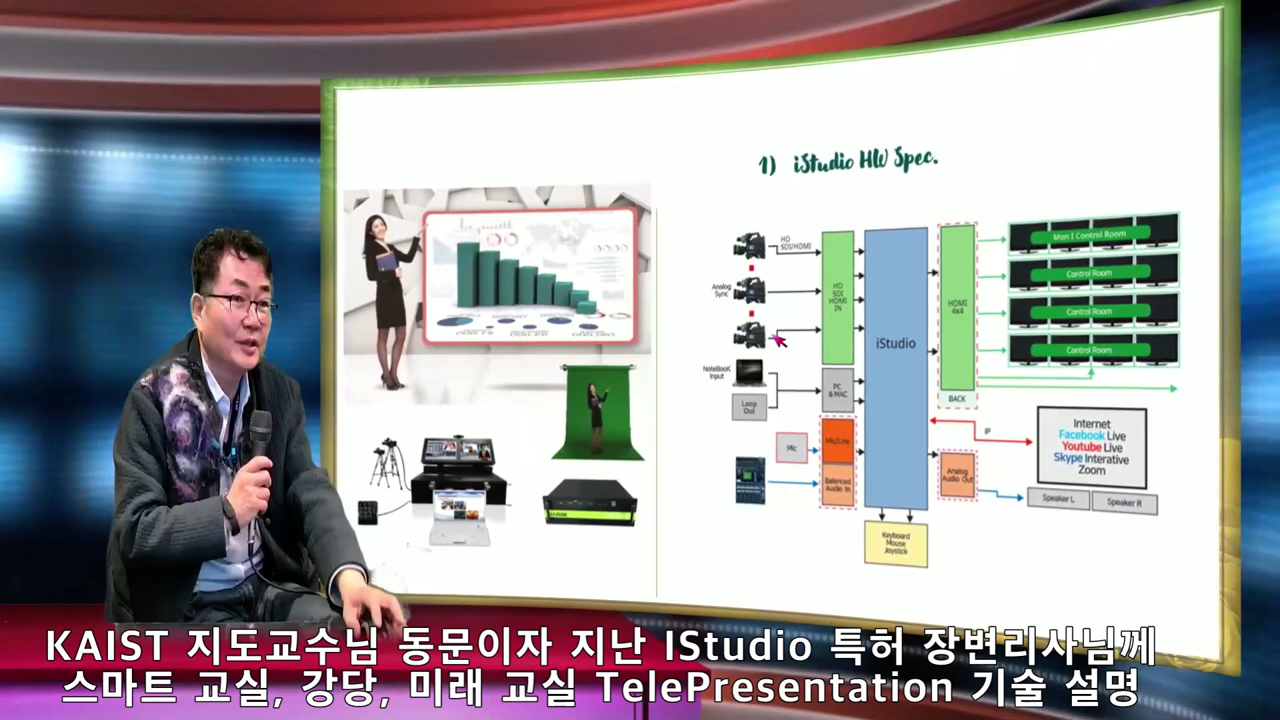 1) iStudio HW Spec.
HD
SDI/HDMI
Analog
Sync
NoteBooK
Input
Loop
Out
Mic
HD
SDI
HDMI
IN
PC
& MAC
Mic/Line
Balanced
Audio In
iStudio
Keyboard
Mouse
Joystick
HDMI
4x4
BACK
IP
Analog
Audio Out
Control Room
Control Room
Control Room
Internet
Facebook Live
Youtube Live
Skype Interative
Zoom
Speaker L
Speaker R
KAIST 지도교수님 동문이자 지난 IStudio 특허 장변리사님께
스마트 교실, 강당, 미래 교실 TelePresentation 기술 설명